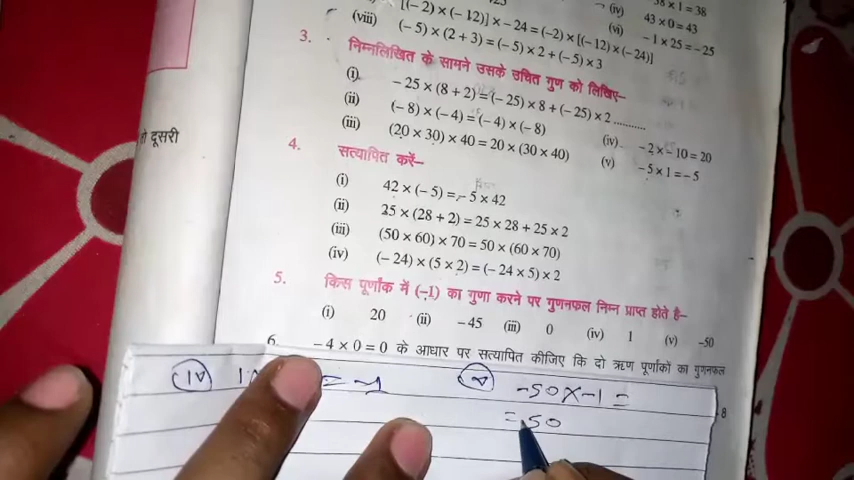 [(-2) × (-12)] × -24 = (-2) × [(-12) × (-24)]
(iv) 38 × 1 = 38
(viii) (-5) × (2 + 3) = (-5) × 2 + (-5) × 3
43 × 0 = 43
(vi) -1 × 25 = -25
3. निम्नलिखित के सामने उसके उचित गुण को लिखिए–
(i) -25 × (8 + 2) = (-25) × 8 + (-25) × 2 ..........
(ii) (-8) × (-4) = (-4) × (-8)
(iii) (20 × 30) × 40 = 20 × (30 × 40)
(iv) -2 × -10 = 20
(v) -5 × 1 = -5
दूसरी
4. सत्यापित करें–
(i) 42 × (-5) = -5 × 42
(ii) 25 × (28 + 2) = 25 × 28 + 25 × 2
(iii) (50 × 60) × 70 = 50 × (60 × 70)
(iv) (-24) × (5 × 2) = (-24 × 5) × 2
5. किस पूर्णांक में (-1) का गुणा करने पर गुणनफल निम्न प्राप्त होते है–
(i) 20 (ii) -45 (iii) 0 (iv) 1 (v) -50
6. -4 × 0 = 0 के आधार पर सत्यापित कीजिए कि दो ऋण पूर्णांकों का गुणनफल
(iv) = -1 (v) -50 × -1 =
= 50